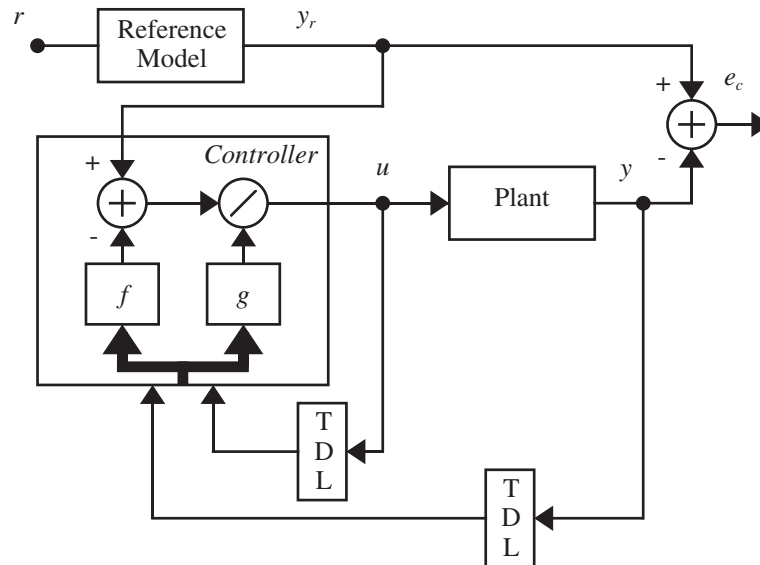 r
Reference
Model
y_r
+
e_c
-
Controller
+
-
u
Plant
y
f
g
T
D
L
T
D
L